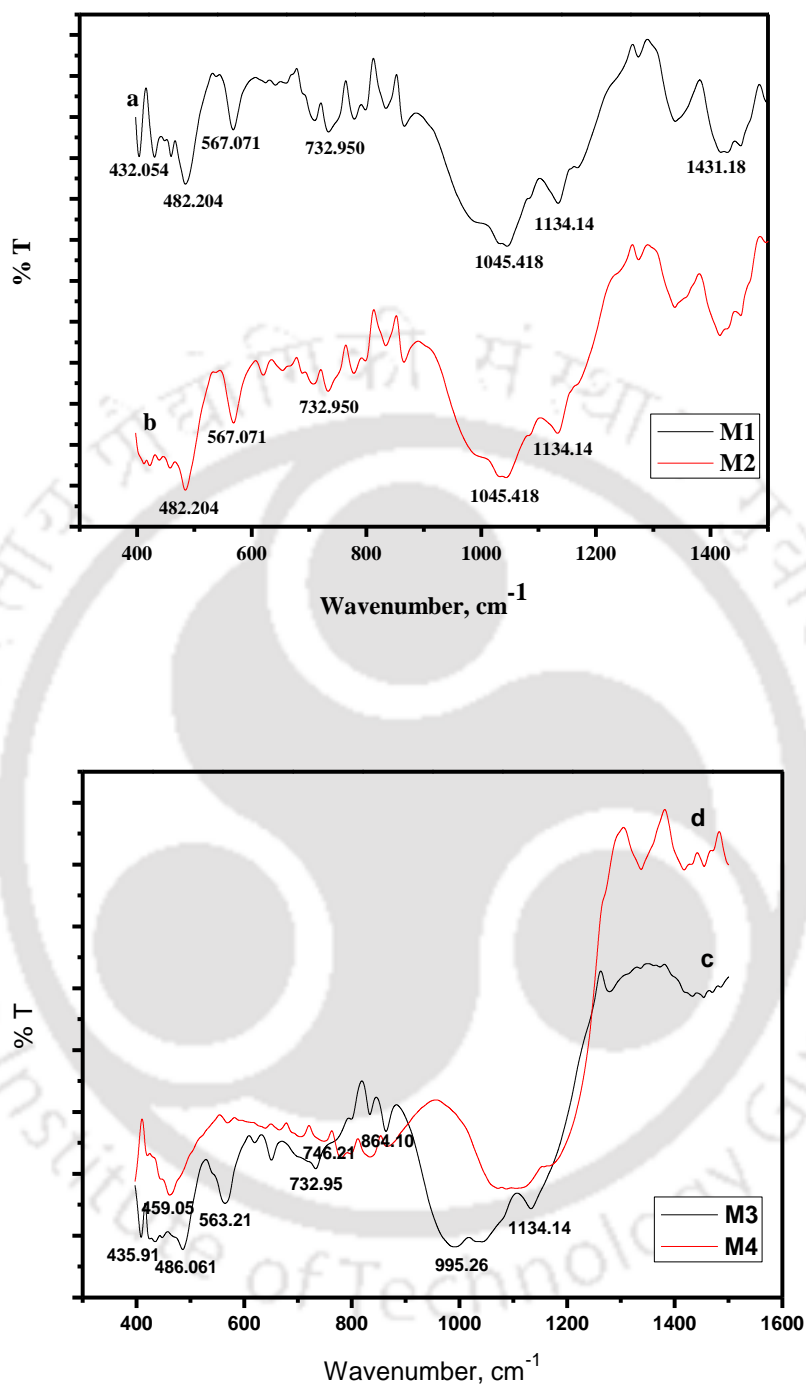 a
432.054
482.204
567.071
732.950
1045.418
1134.14
1431.18
% T
b
482.204
567.071
732.950
1045.418
1134.14
M1
M2
400 600 800 1000 1200 1400
Wavenumber, cm-1
d
c
% T
435.91
459.05
486.061
563.21
746.21
732.95
864.10
995.26
1134.14
M3
M4
400 600 800 1000 1200 1400 1600
Wavenumber, cm-1
Institute of Technology